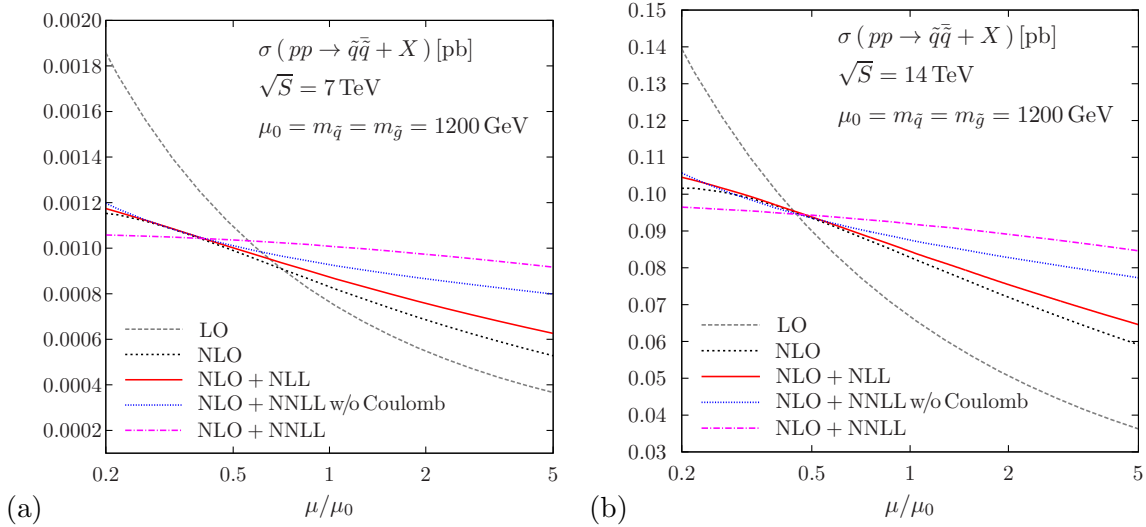 0.0020
0.0018
0.0016
0.0014
0.0012
0.0010
0.0008
0.0006
0.0004
0.0002
σ ( pp → q̃q̃̄ + X ) [pb]
√S = 7 TeV
μ₀ = m_q̃ = m_g̃ = 1200 GeV
LO
NLO
NLO + NLL
NLO + NNLL w/o Coulomb
NLO + NNLL
0.2 0.5 1 2 5
μ/μ₀
(a)
0.15
0.14
0.13
0.12
0.11
0.10
0.09
0.08
0.07
0.06
0.05
0.04
0.03
σ ( pp → q̃q̃̄ + X ) [pb]
√S = 14 TeV
μ₀ = m_q̃ = m_g̃ = 1200 GeV
LO
NLO
NLO + NLL
NLO + NNLL w/o Coulomb
NLO + NNLL
0.2 0.5 1 2 5
μ/μ₀
(b)